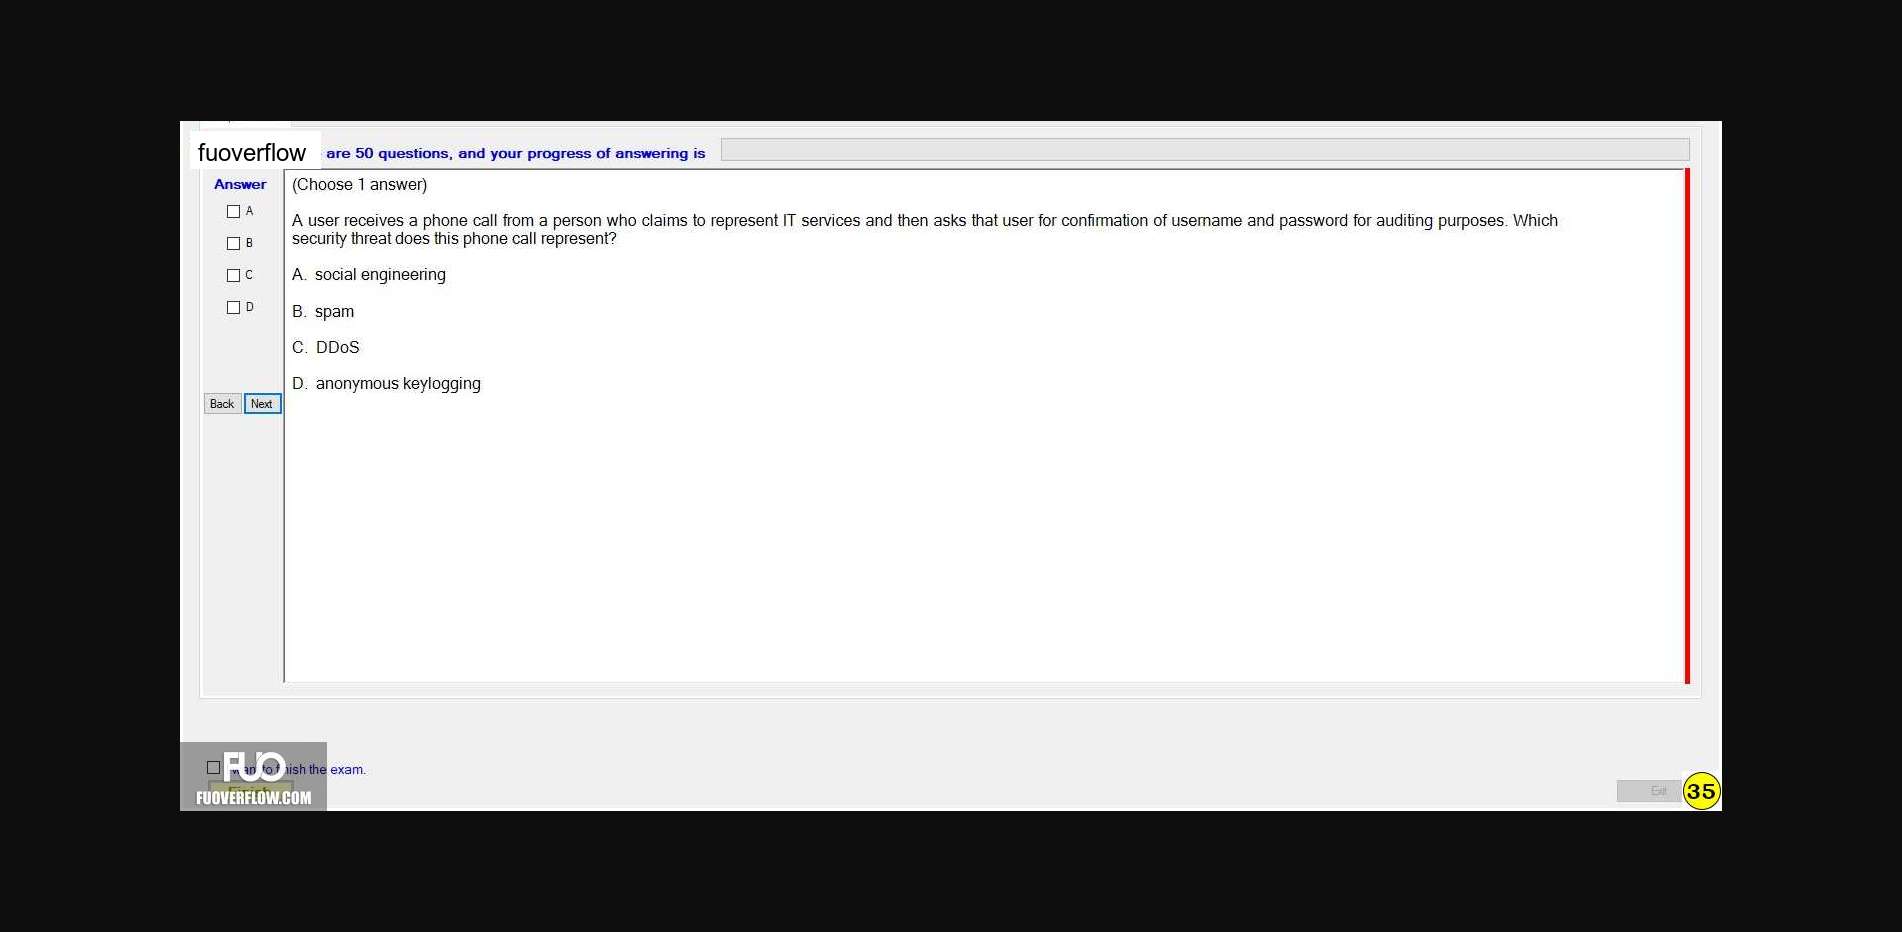 fuoverflow are 50 questions, and your progress of answering is
Answer
A
B
C
D
Back Next
(Choose 1 answer)
A user receives a phone call from a person who claims to represent IT services and then asks that user for confirmation of username and password for auditing purposes. Which
security threat does this phone call represent?
A. social engineering
B. spam
C. DDoS
D. anonymous keylogging
want to finish the exam.
Finish
FUO
FUOVERFLOW.COM
Exit
35